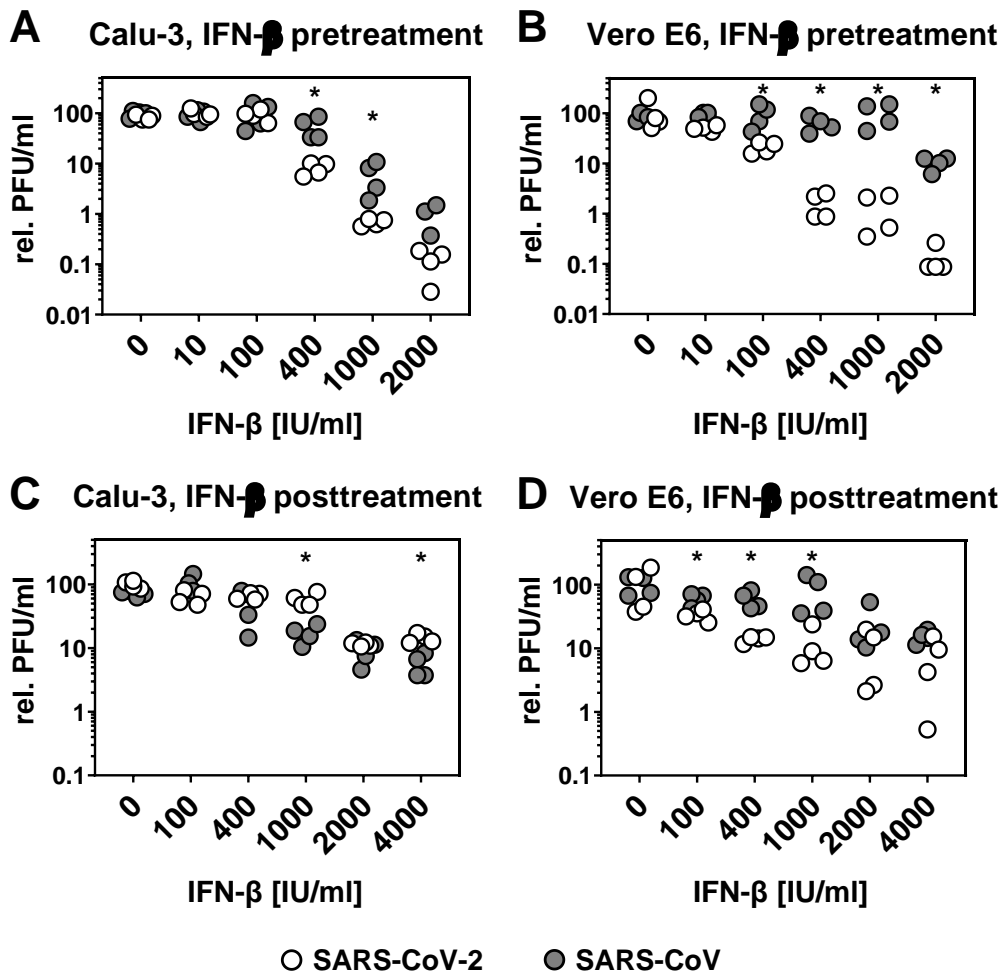 A Calu-3, IFN-β pretreatment
*
*
100
10
1
0.1
0.01
rel. PFU/ml
0 10 100 400 1000 2000
IFN-β [IU/ml]
B Vero E6, IFN-β pretreatment
* * * *
100
10
1
0.1
0.01
rel. PFU/ml
0 10 100 400 1000 2000
IFN-β [IU/ml]
C Calu-3, IFN-β posttreatment
* *
100
10
1
0.1
rel. PFU/ml
0 100 400 1000 2000 4000
IFN-β [IU/ml]
D Vero E6, IFN-β posttreatment
* * *
100
10
1
0.1
rel. PFU/ml
0 100 400 1000 2000 4000
IFN-β [IU/ml]
SARS-CoV-2 SARS-CoV